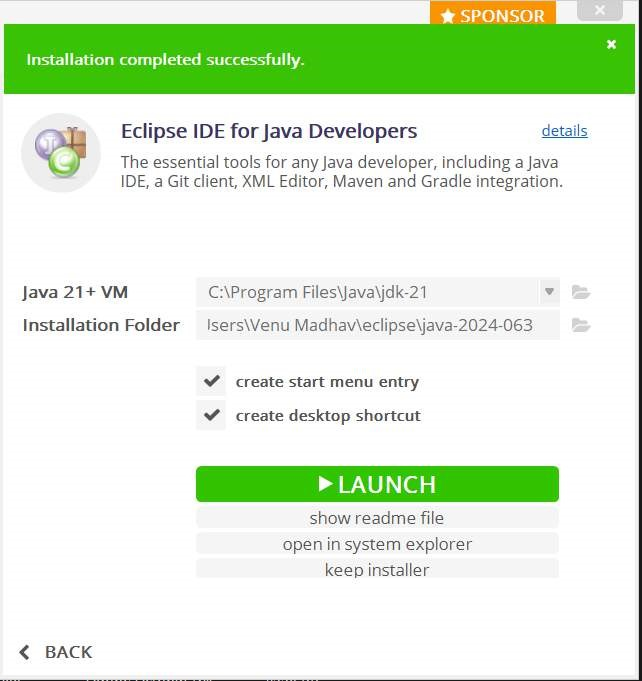 SPONSOR
Installation completed successfully.
Eclipse IDE for Java Developers
details
The essential tools for any Java developer, including a Java
IDE, a Git client, XML Editor, Maven and Gradle integration.
Java 21+ VM
C:\Program Files\Java\jdk-21
Installation Folder
sers\Venu Madhav\eclipse\java-2024-063
create start menu entry
create desktop shortcut
LAUNCH
show readme file
open in system explorer
keep installer
BACK